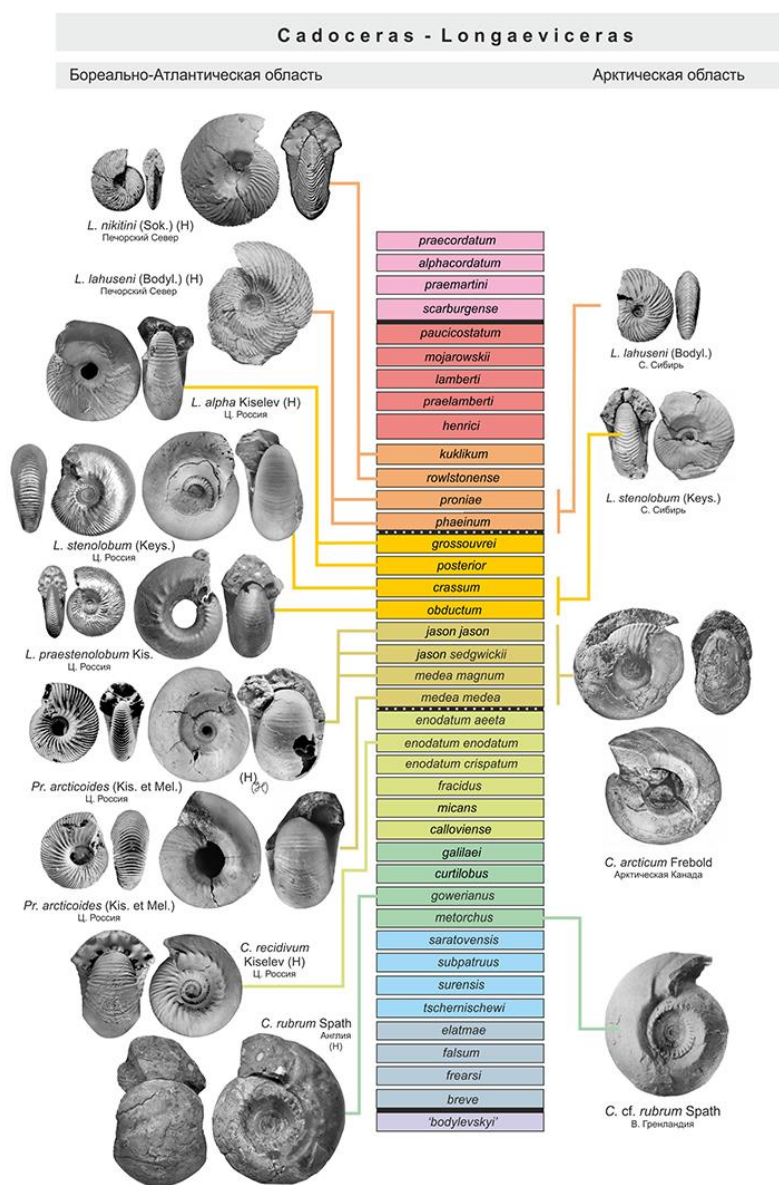 Cadoceras - Longaeviceras
Бореально-Атлантическая область
Арктическая область
L. nikitini (Sok.) (H)
Печорский Север
L. lahuseni (Bodyl.) (H)
Печорский Север
L. alpha Kiselev (H)
Ц. Россия
L. stenolobum (Keys.)
Ц. Россия
L. praestenolobum Kis.
Ц. Россия
(H)
Pr. arcticoides (Kis. et Mel.)
Ц. Россия
Pr. arcticoides (Kis. et Mel.)
Ц. Россия
C. recidivum
Kiselev (H)
Ц. Россия
C. rubrum Spath
Англия
(H)
praecordatum
alphacordatum
praemartini
scarburgense
paucicostatum
mojarowskii
lamberti
praelamberti
henrici
kuklikum
rowlstonense
proniae
phaeinum
grossouvrei
posterior
crassum
obductum
jason jason
jason sedgwickii
medea magnum
medea medea
enodatum aeeta
enodatum enodatum
enodatum crispatum
fracidus
micans
calloviense
galilaei
curtilobus
gowerianus
metorchus
saratovensis
subpatruus
surensis
tschernischewi
elatmae
falsum
frearsi
breve
'bodylevskyi'
L. lahuseni (Bodyl.)
С. Сибирь
L. stenolobum (Keys.)
С. Сибирь
C. arcticum Frebold
Арктическая Канада
C. cf. rubrum Spath
В. Гренландия